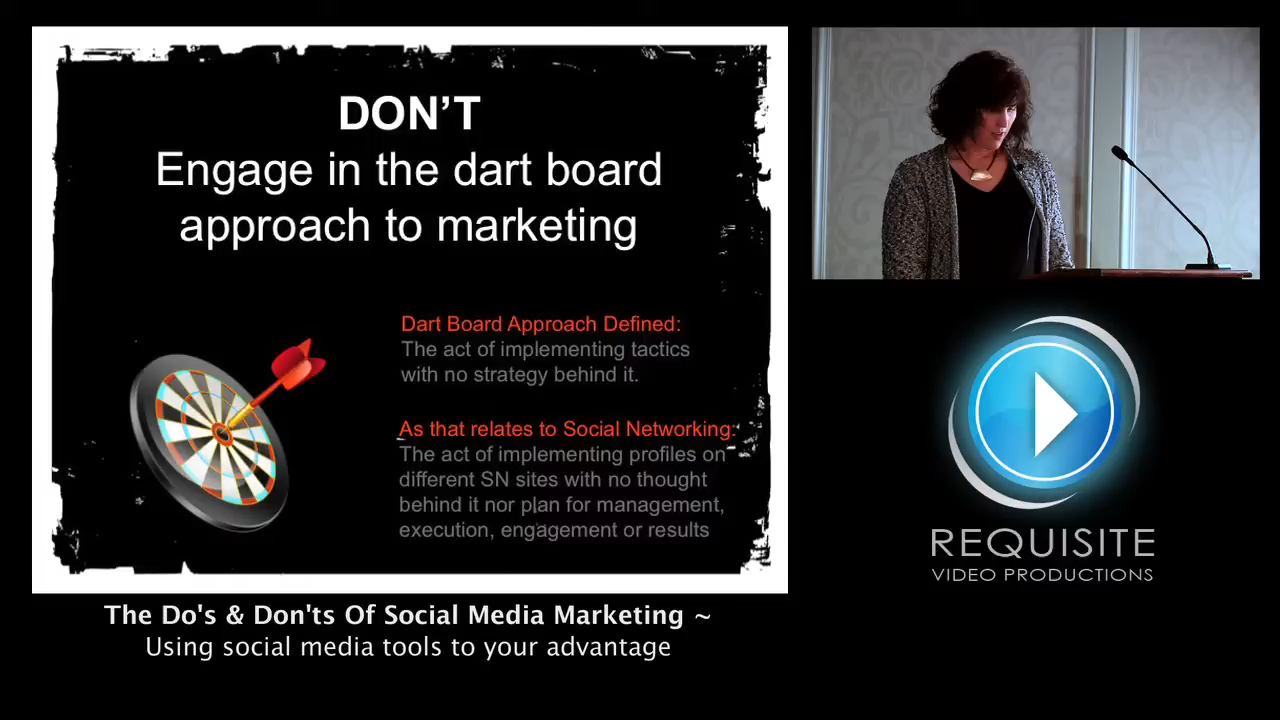 DON'T
Engage in the dart board
approach to marketing
Dart Board Approach Defined:
The act of implementing tactics
with no strategy behind it.
As that relates to Social Networking:
The act of implementing profiles on
different SN sites with no thought
behind it nor plan for management,
execution, engagement or results
The Do's & Don'ts Of Social Media Marketing ~
Using social media tools to your advantage
REQUISITE
VIDEO PRODUCTIONS